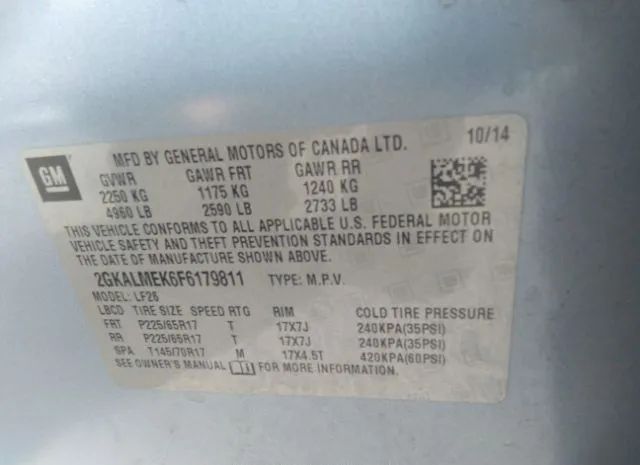 10/14
GM
MFD BY GENERAL MOTORS OF CANADA LTD.
GVWR GAWR FRT GAWR RR
2250 KG 1175 KG 1240 KG
4960 LB 2590 LB 2733 LB
THIS VEHICLE CONFORMS TO ALL APPLICABLE U.S. FEDERAL MOTOR
VEHICLE SAFETY AND THEFT PREVENTION STANDARDS IN EFFECT ON
THE DATE OF MANUFACTURE SHOWN ABOVE.
2GKALMEK6F6179811 TYPE: M.P.V.
MODEL: LF26
LBCD TIRE SIZE SPEED RTG RIM COLD TIRE PRESSURE
FRT P225/65R17 T 17X7J 240KPA(35PSI)
RR P225/65R17 T 17X7J 240KPA(35PSI)
SPA T145/70R17 M 17X4.5T 420KPA(60PSI)
SEE OWNER'S MANUAL FOR MORE INFORMATION.